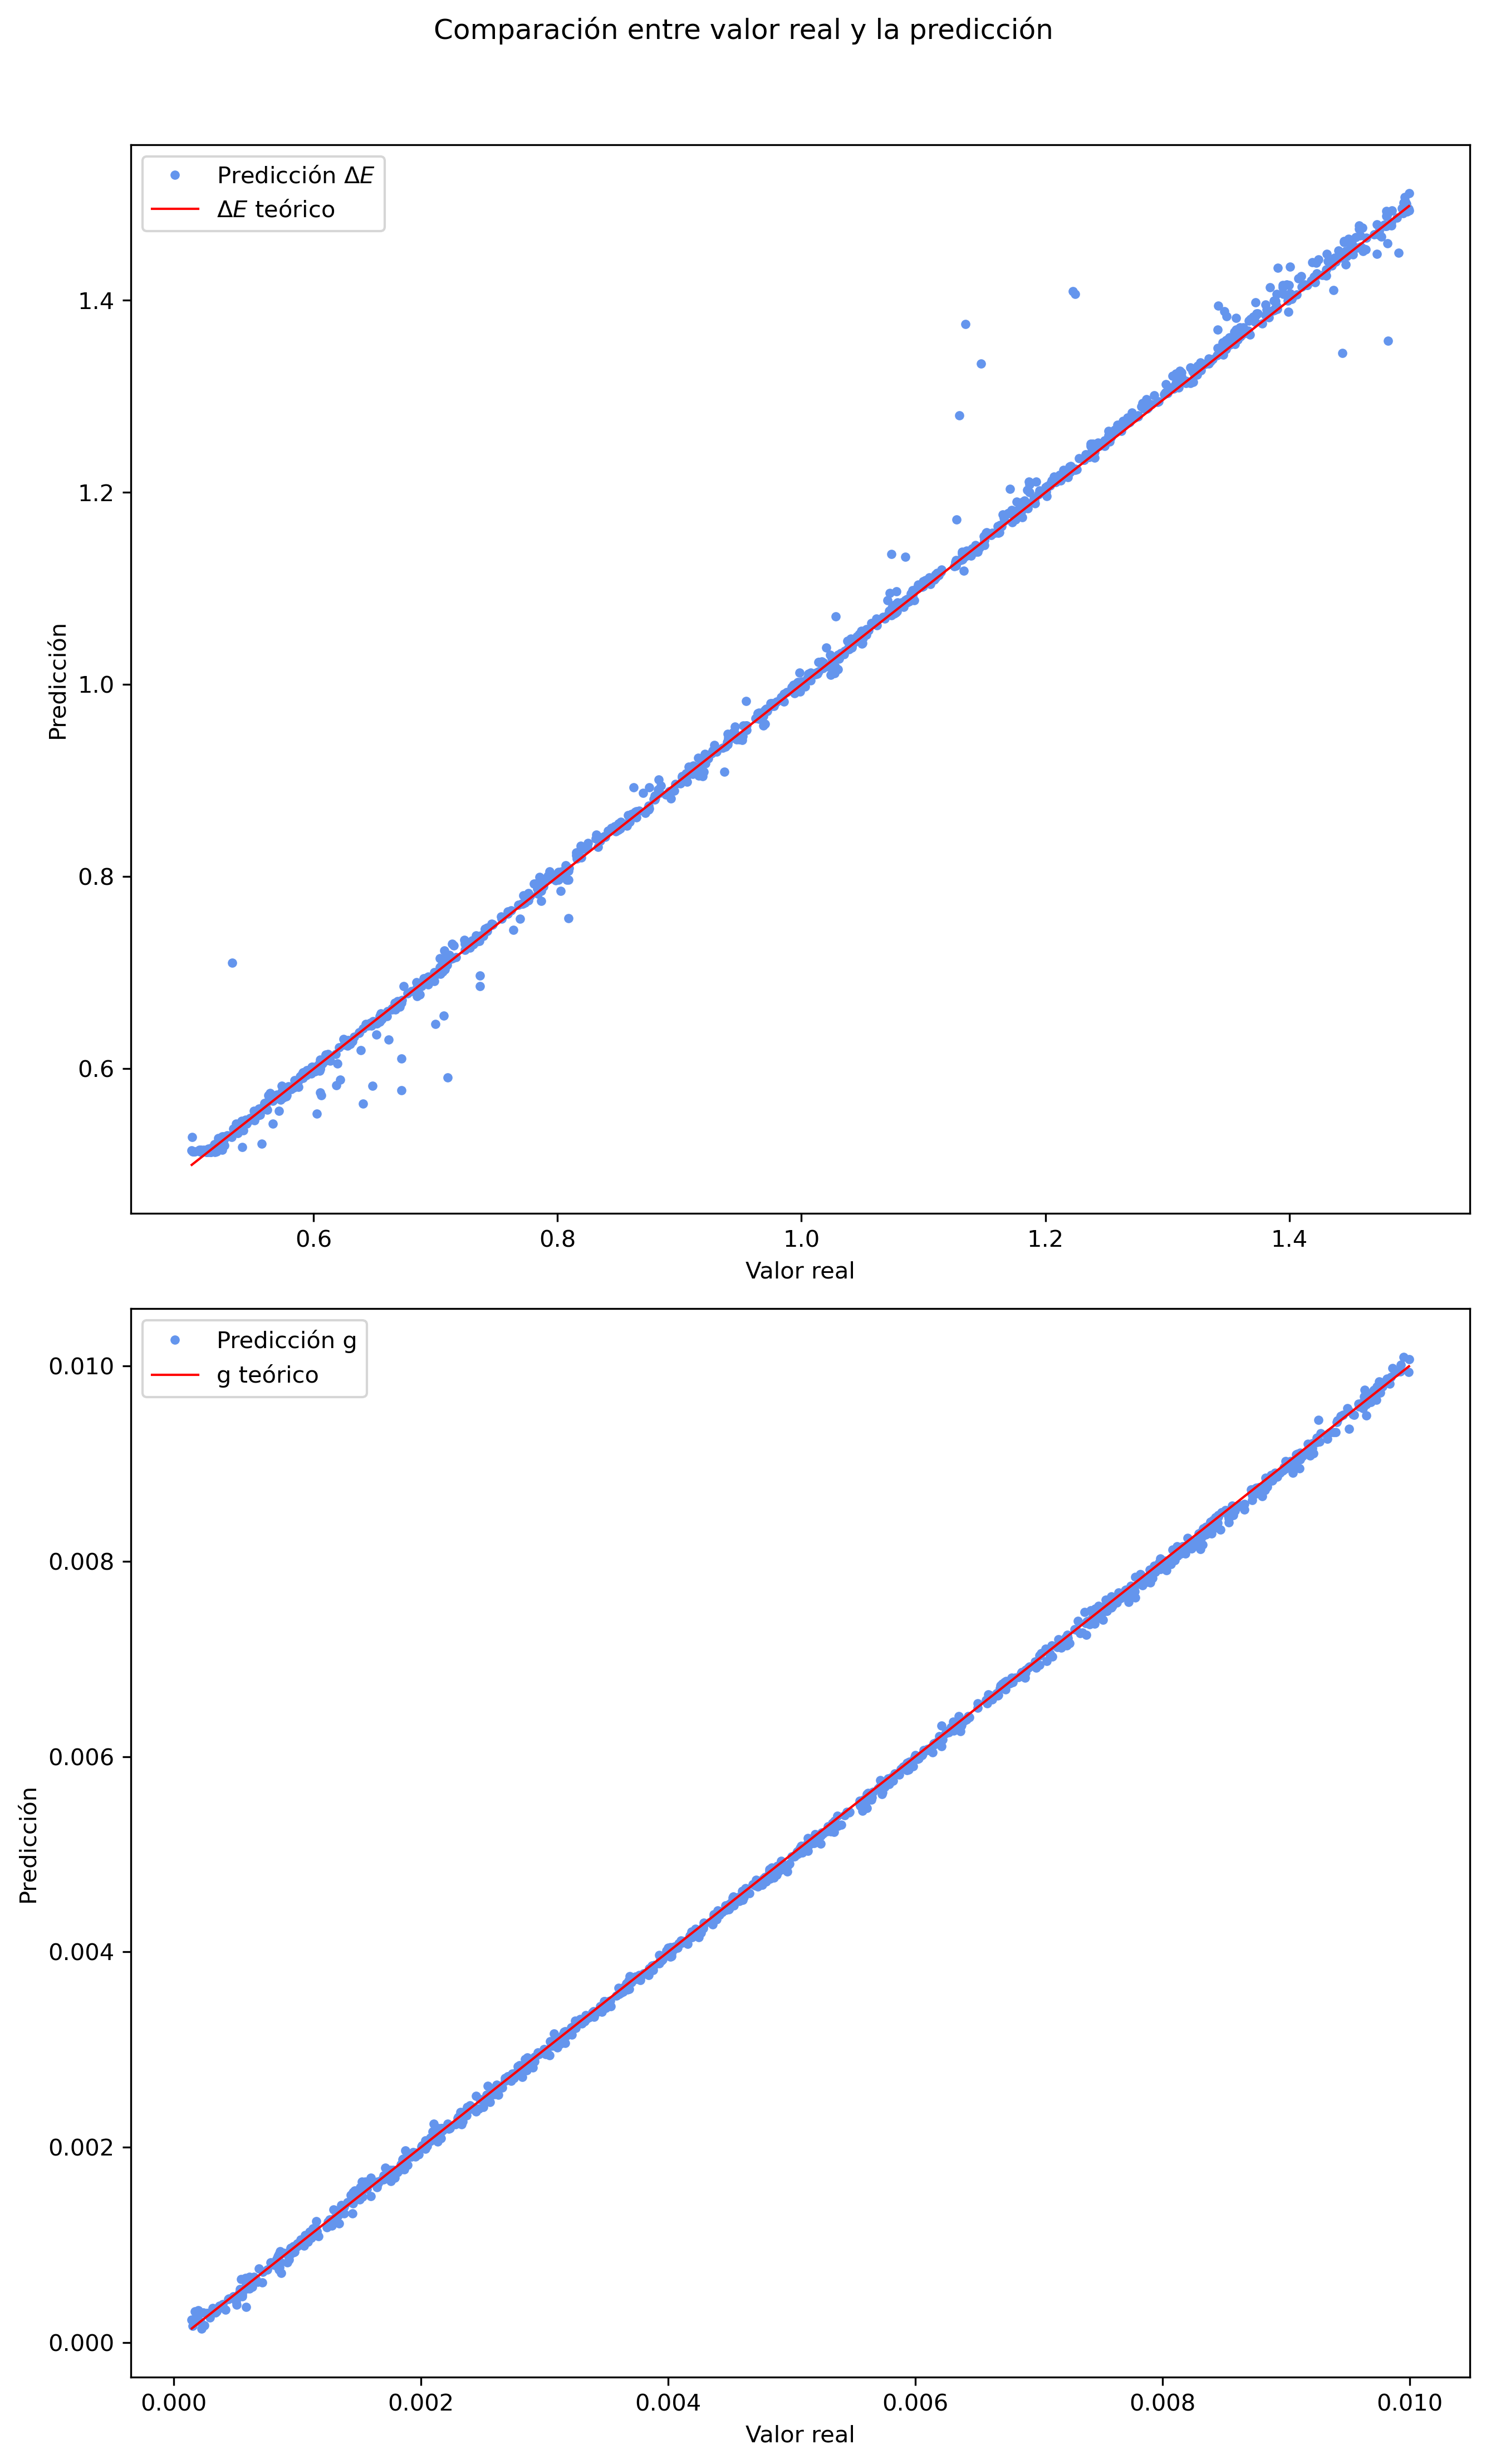 Comparación entre valor real y la predicción
Predicción ΔE
ΔE teórico
1.4
1.2
1.0
0.8
0.6
Predicción
0.6 0.8 1.0 1.2 1.4
Valor real
Predicción g
g teórico
0.010
0.008
0.006
0.004
0.002
0.000
Predicción
0.000 0.002 0.004 0.006 0.008 0.010
Valor real